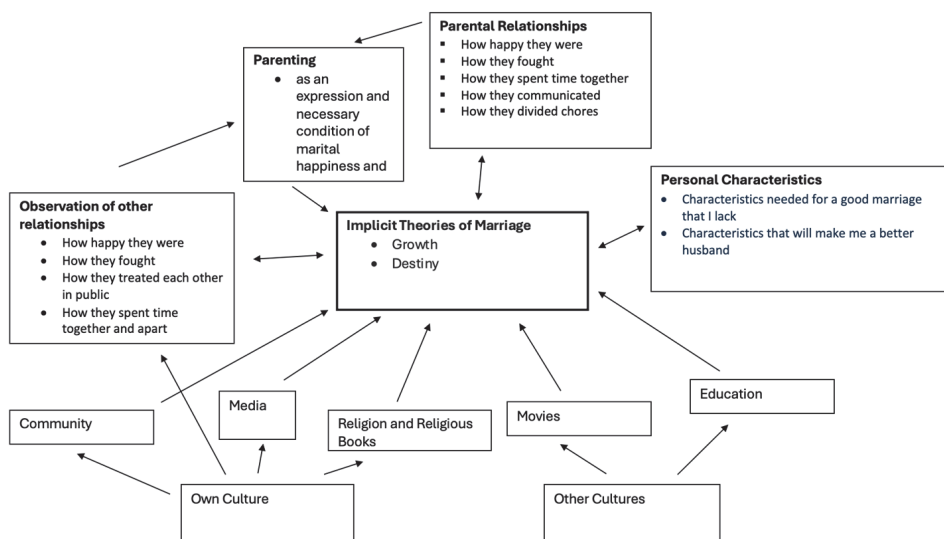 Parental Relationships
▪ How happy they were
▪ How they fought
▪ How they spent time together
▪ How they communicated
▪ How they divided chores
Parenting
● as an
expression and
necessary
condition of
marital
happiness and
Personal Characteristics
● Characteristics needed for a good marriage
that I lack
● Characteristics that will make me a better
husband
Observation of other
relationships
● How happy they were
● How they fought
● How they treated each other
in public
● How they spent time
together and apart
Implicit Theories of Marriage
● Growth
● Destiny
Community
Media
Religion and Religious
Books
Movies
Education
Own Culture
Other Cultures